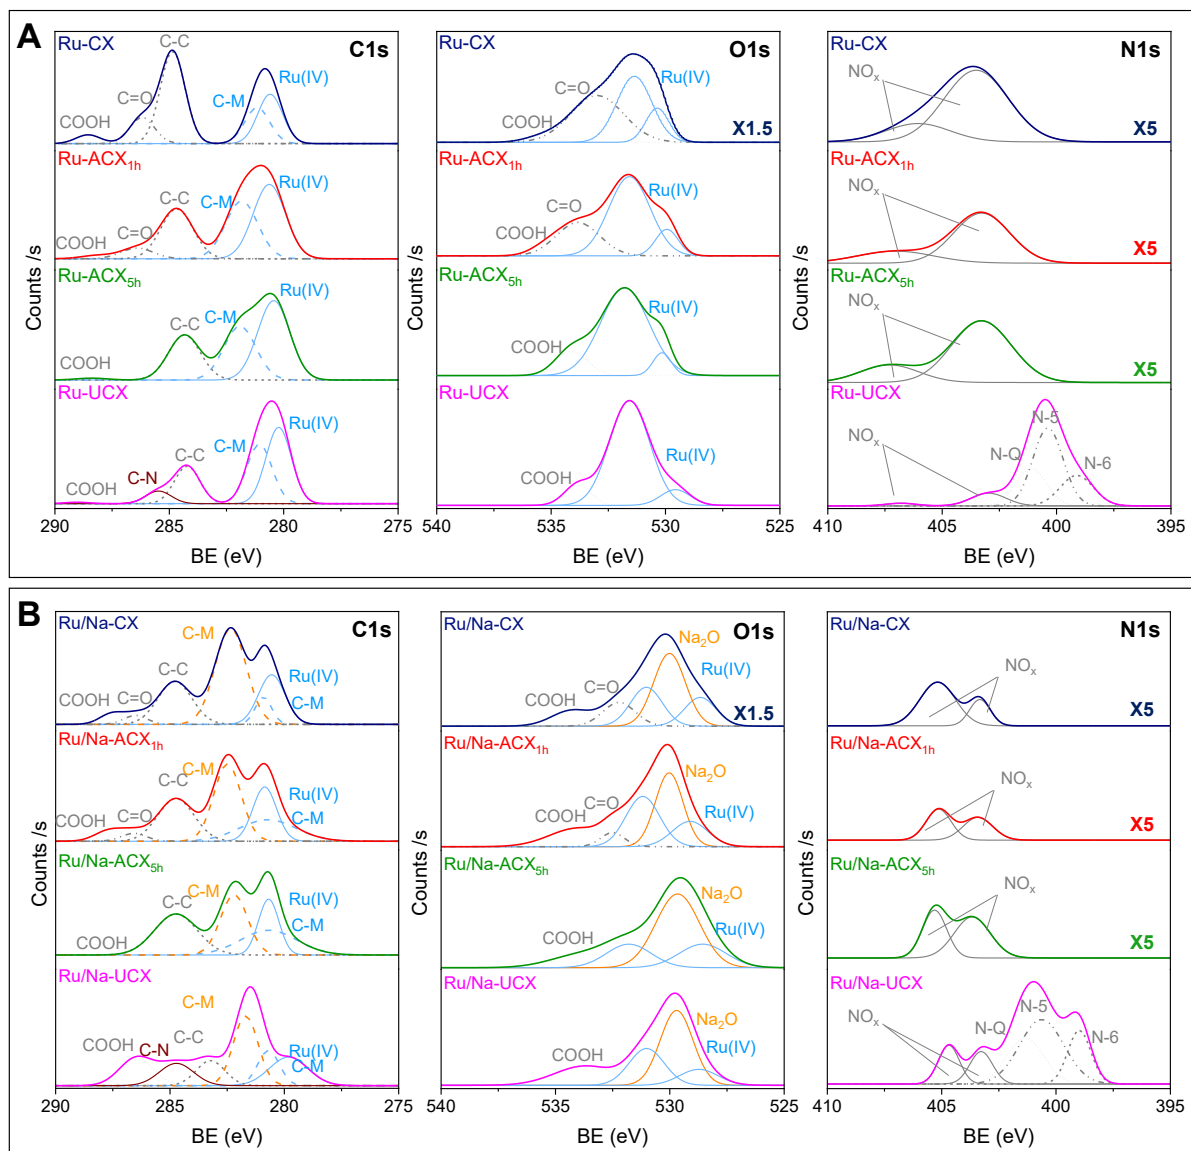 A
Counts /s
Ru-CX
C1s
C-C
C=O
COOH
C-M
Ru(IV)
Ru-ACX1h
C-C
C=O
COOH
C-M
Ru(IV)
Ru-ACX5h
C-C
COOH
C-M
Ru(IV)
Ru-UCX
C-C
C-N
COOH
C-M
Ru(IV)
290 285 280 275
BE (eV)
Counts /s
Ru-CX
O1s
C=O
COOH
Ru(IV)
X1.5
Ru-ACX1h
C=O
COOH
Ru(IV)
Ru-ACX5h
COOH
Ru(IV)
Ru-UCX
COOH
Ru(IV)
540 535 530 525
BE (eV)
Ru-CX
N1s
NOx
X5
Ru-ACX1h
NOx
X5
Ru-ACX5h
NOx
X5
Ru-UCX
NOx
N-5
N-Q
N-6
410 405 400 395
BE (eV)
B
Counts /s
Ru/Na-CX
C1s
C-M
C-C
COOH
C=O
Ru(IV)
C-M
Ru/Na-ACX1h
C-M
C-C
COOH
C=O
Ru(IV)
C-M
Ru/Na-ACX5h
C-M
C-C
COOH
Ru(IV)
C-M
Ru/Na-UCX
C-M
C-C
COOH
C-N
Ru(IV)
C-M
290 285 280 275
BE (eV)
Counts /s
Ru/Na-CX
O1s
Na2O
Ru(IV)
C=O
COOH
X1.5
Ru/Na-ACX1h
Na2O
C=O
COOH
Ru(IV)
Ru/Na-ACX5h
Na2O
COOH
Ru(IV)
Ru/Na-UCX
Na2O
COOH
Ru(IV)
540 535 530 525
BE (eV)
Ru/Na-CX
N1s
NOx
X5
Ru/Na-ACX1h
NOx
X5
Ru/Na-ACX5h
NOx
X5
Ru/Na-UCX
NOx
N-5
N-Q
N-6
410 405 400 395
BE (eV)